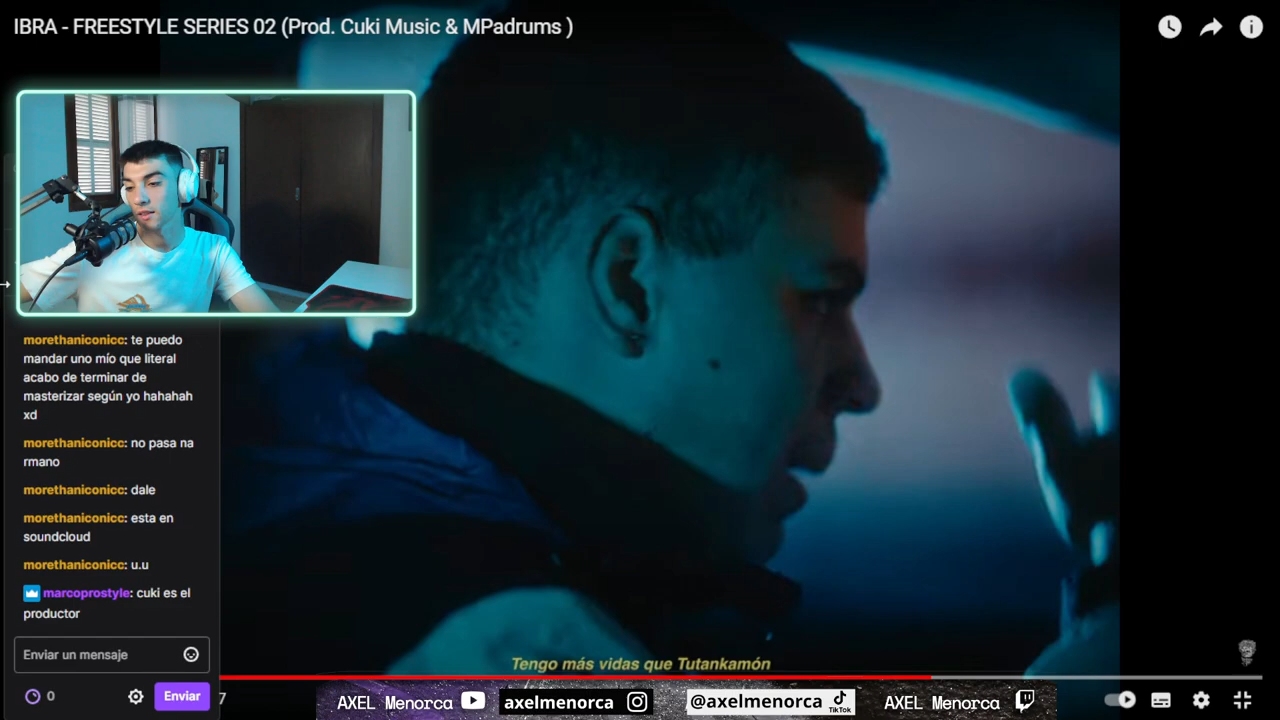 IBRA - FREESTYLE SERIES 02 (Prod. Cuki Music & MPadrums )
morethaniconicc: te puedo
mandar uno mío que literal
acabo de terminar de
masterizar según yo hahahah
xd
morethaniconicc: no pasa na
rmano
morethaniconicc: dale
morethaniconicc: esta en
soundcloud
morethaniconicc: u.u
marcoprostyle: cuki es el
productor
Enviar un mensaje
0
Enviar
7
Tengo más vidas que Tutankamón
AXEL Menorca
axelmenorca
@axelmenorca
TikTok
AXEL Menorca